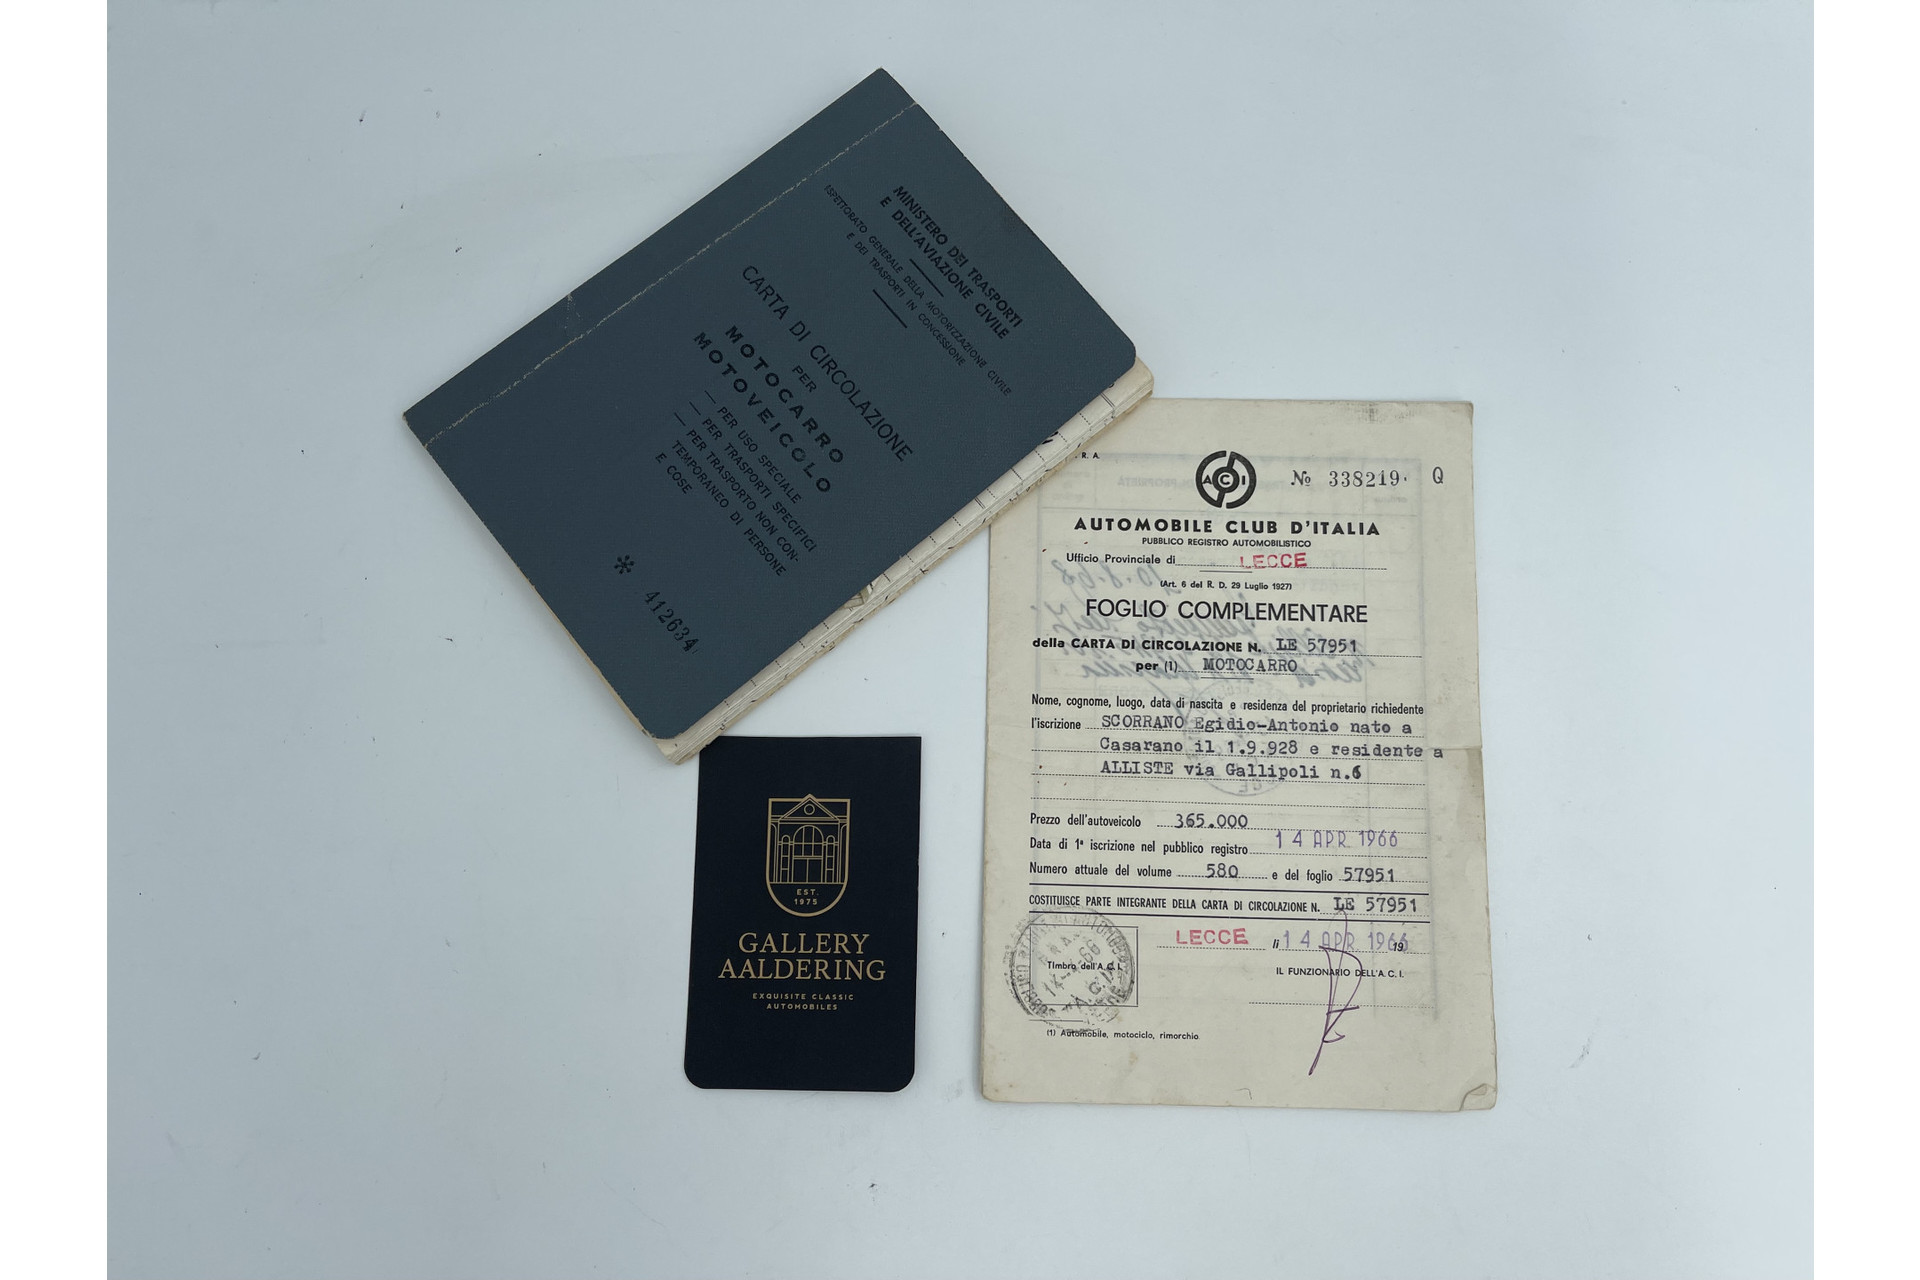 MINISTERO DEI TRASPORTI
E DELL'AVIAZIONE CIVILE
ISPETTORATO GENERALE DELLA MOTORIZZAZIONE CIVILE
E DEI TRASPORTI IN CONCESSIONE
CARTA DI CIRCOLAZIONE
PER
MOTOCARRO
MOTOVEICOLO
— PER USO SPECIALE
— PER TRASPORTI SPECIFICI
— PER TRASPORTO NON CON-
TEMPORANEO DI PERSONE
E COSE
* 412634
EST.
1975
GALLERY
AALDERING
EXQUISITE CLASSIC
AUTOMOBILES
R. A.
ACI
№ 338219· Q
AUTOMOBILE CLUB D'ITALIA
PUBBLICO REGISTRO AUTOMOBILISTICO
Ufficio Provinciale di LECCE
(Art. 6 del R. D. 29 Luglio 1927)
FOGLIO COMPLEMENTARE
della CARTA DI CIRCOLAZIONE N. LE 57951
per (1) MOTOCARRO
Nome, cognome, luogo, data di nascita e residenza del proprietario richiedente
l'iscrizione SCORRANO Egidio-Antonio nato a
Casarano il 1.9.928 e residente a
ALLISTE via Gallipoli n.6
Prezzo dell'autoveicolo 365.000
Data di 1ª iscrizione nel pubblico registro 14 APR. 1966
Numero attuale del volume 580 e del foglio 57951
COSTITUISCE PARTE INTEGRANTE DELLA CARTA DI CIRCOLAZIONE N. LE 57951
LECCE li 14 APR 1966 19
Timbro dell'A.C.I.
IL FUNZIONARIO DELL'A.C.I.
(1) Automobile, motociclo, rimorchio